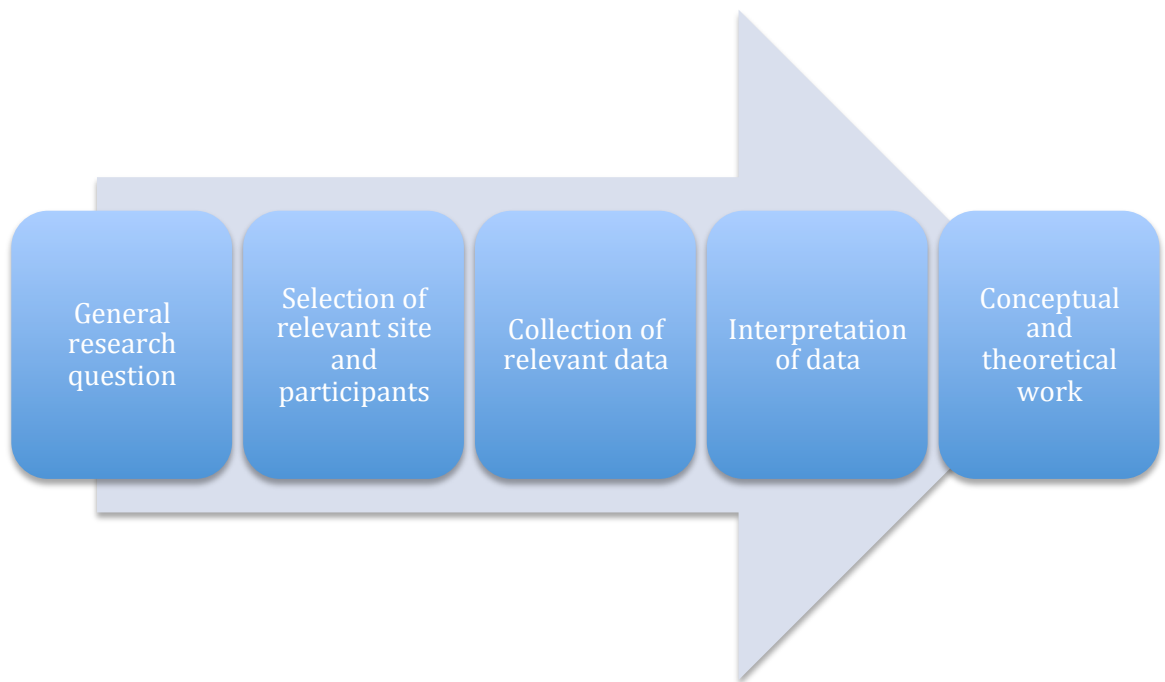 General
research
question
Selection of
relevant site
and
participants
Collection of
relevant data
Interpretation
of data
Conceptual
and
theoretical
work